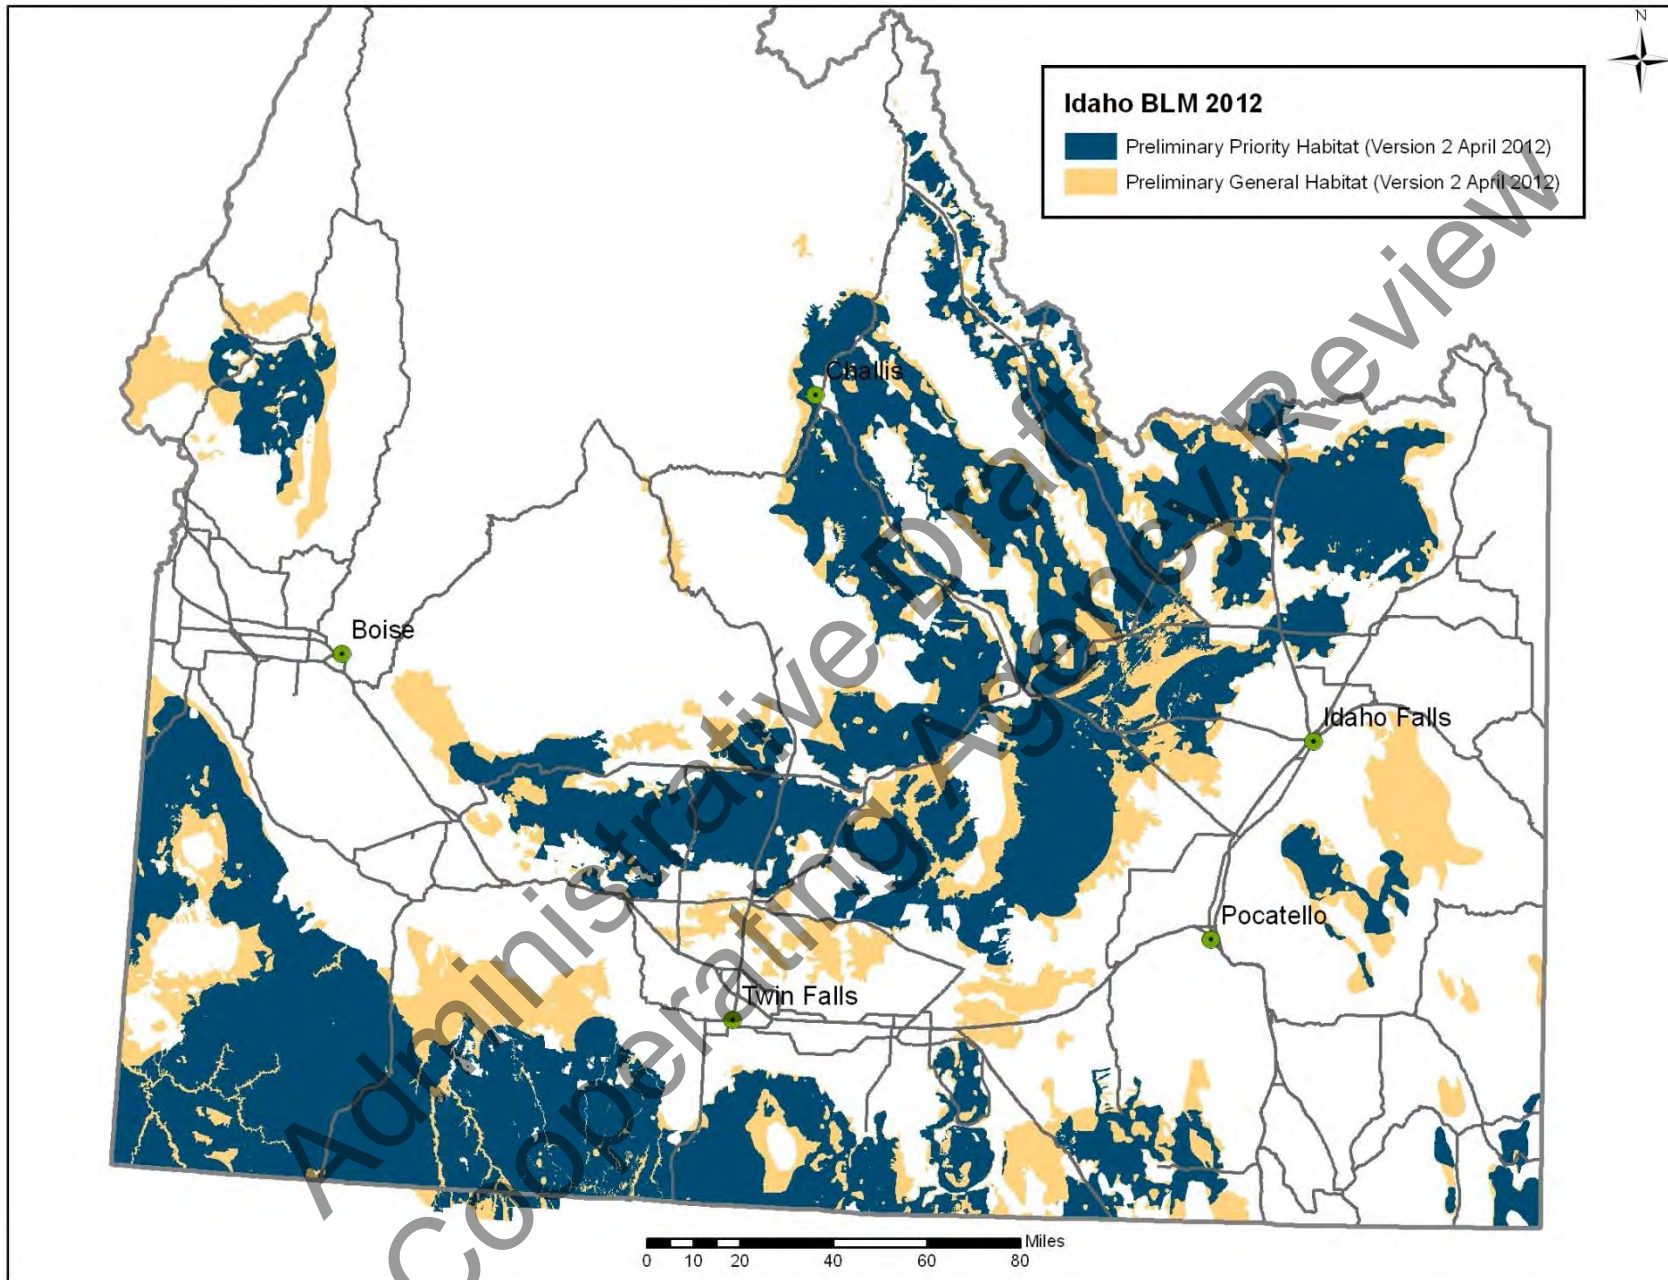 N
Idaho BLM 2012
Preliminary Priority Habitat (Version 2 April 2012)
Preliminary General Habitat (Version 2 April 2012)
Challis
Boise
Idaho Falls
Pocatello
Twin Falls
Administrative Draft
Cooperating Agency Review
Miles
0 10 20 40 60 80